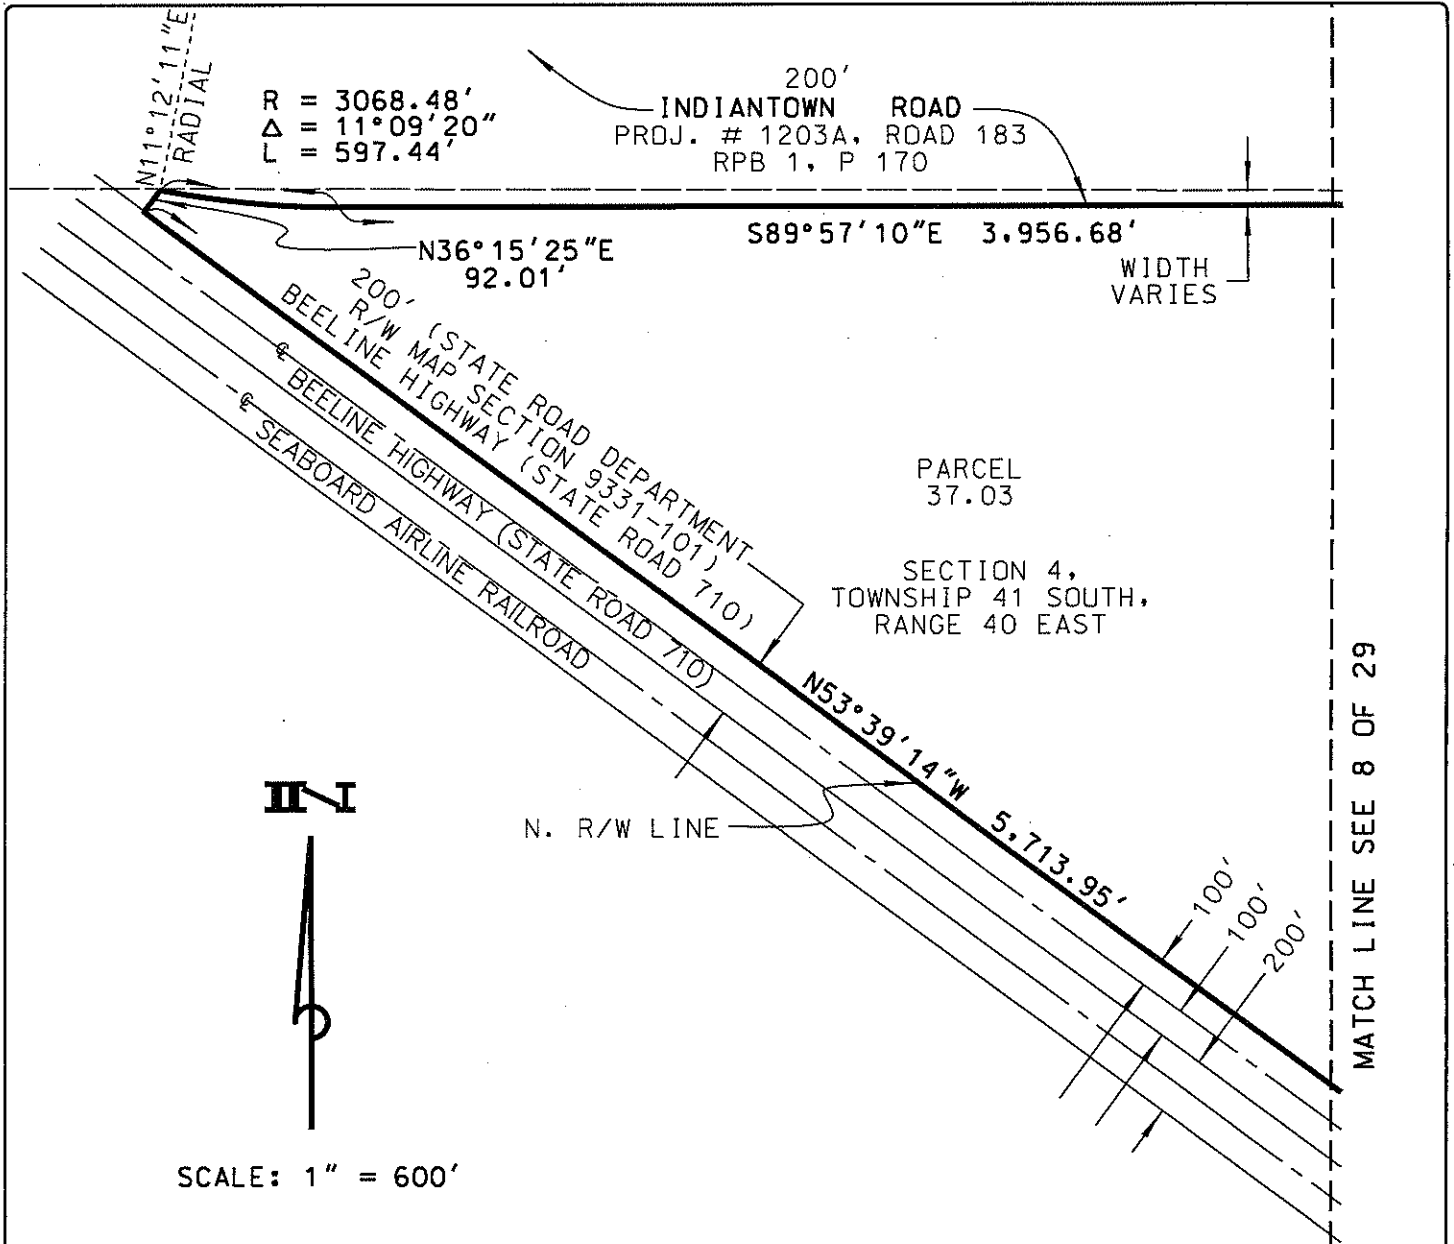 N11°12'11"E
RADIAL
R = 3068.48'
Δ = 11°09'20"
L = 597.44'
200'
INDIANTOWN ROAD
PROJ. # 1203A, ROAD 183
RPB 1, P 170
N36°15'25"E
92.01'
S89°57'10"E 3,956.68'
WIDTH
VARIES
200' (STATE ROAD DEPARTMENT
R/W MAP SECTION 9331-101)
BEELINE HIGHWAY (STATE ROAD 710)
℄ BEELINE HIGHWAY (STATE ROAD 710)
℄ SEABOARD AIRLINE RAILROAD
PARCEL
37.03
SECTION 4,
TOWNSHIP 41 SOUTH,
RANGE 40 EAST
N53°39'14"W 5,713.95'
N. R/W LINE
100'
100'
200'
MATCH LINE SEE 8 OF 29
SCALE: 1" = 600'